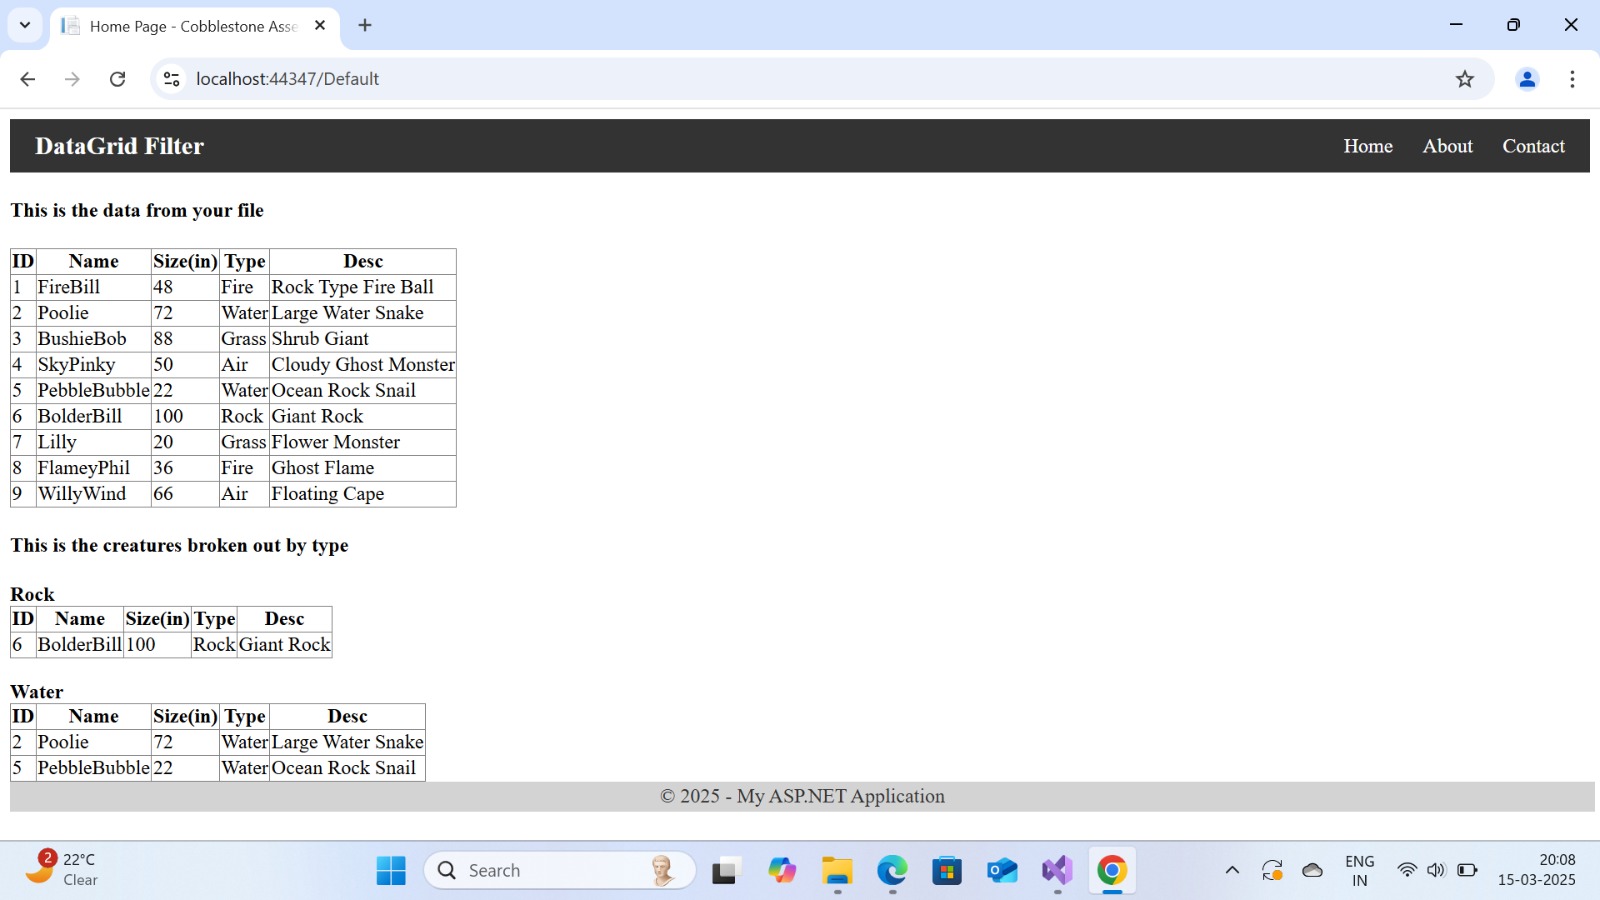 Home Page - Cobblestone Asse
localhost:44347/Default
DataGrid Filter Home About Contact
This is the data from your file
ID Name Size(in) Type Desc
1 FireBill 48 Fire Rock Type Fire Ball
2 Poolie 72 Water Large Water Snake
3 BushieBob 88 Grass Shrub Giant
4 SkyPinky 50 Air Cloudy Ghost Monster
5 PebbleBubble 22 Water Ocean Rock Snail
6 BolderBill 100 Rock Giant Rock
7 Lilly 20 Grass Flower Monster
8 FlameyPhil 36 Fire Ghost Flame
9 WillyWind 66 Air Floating Cape
This is the creatures broken out by type
Rock
ID Name Size(in) Type Desc
6 BolderBill 100 Rock Giant Rock
Water
ID Name Size(in) Type Desc
2 Poolie 72 Water Large Water Snake
5 PebbleBubble 22 Water Ocean Rock Snail
© 2025 - My ASP.NET Application
2 22°C
Clear
Search
ENG
IN
20:08
15-03-2025